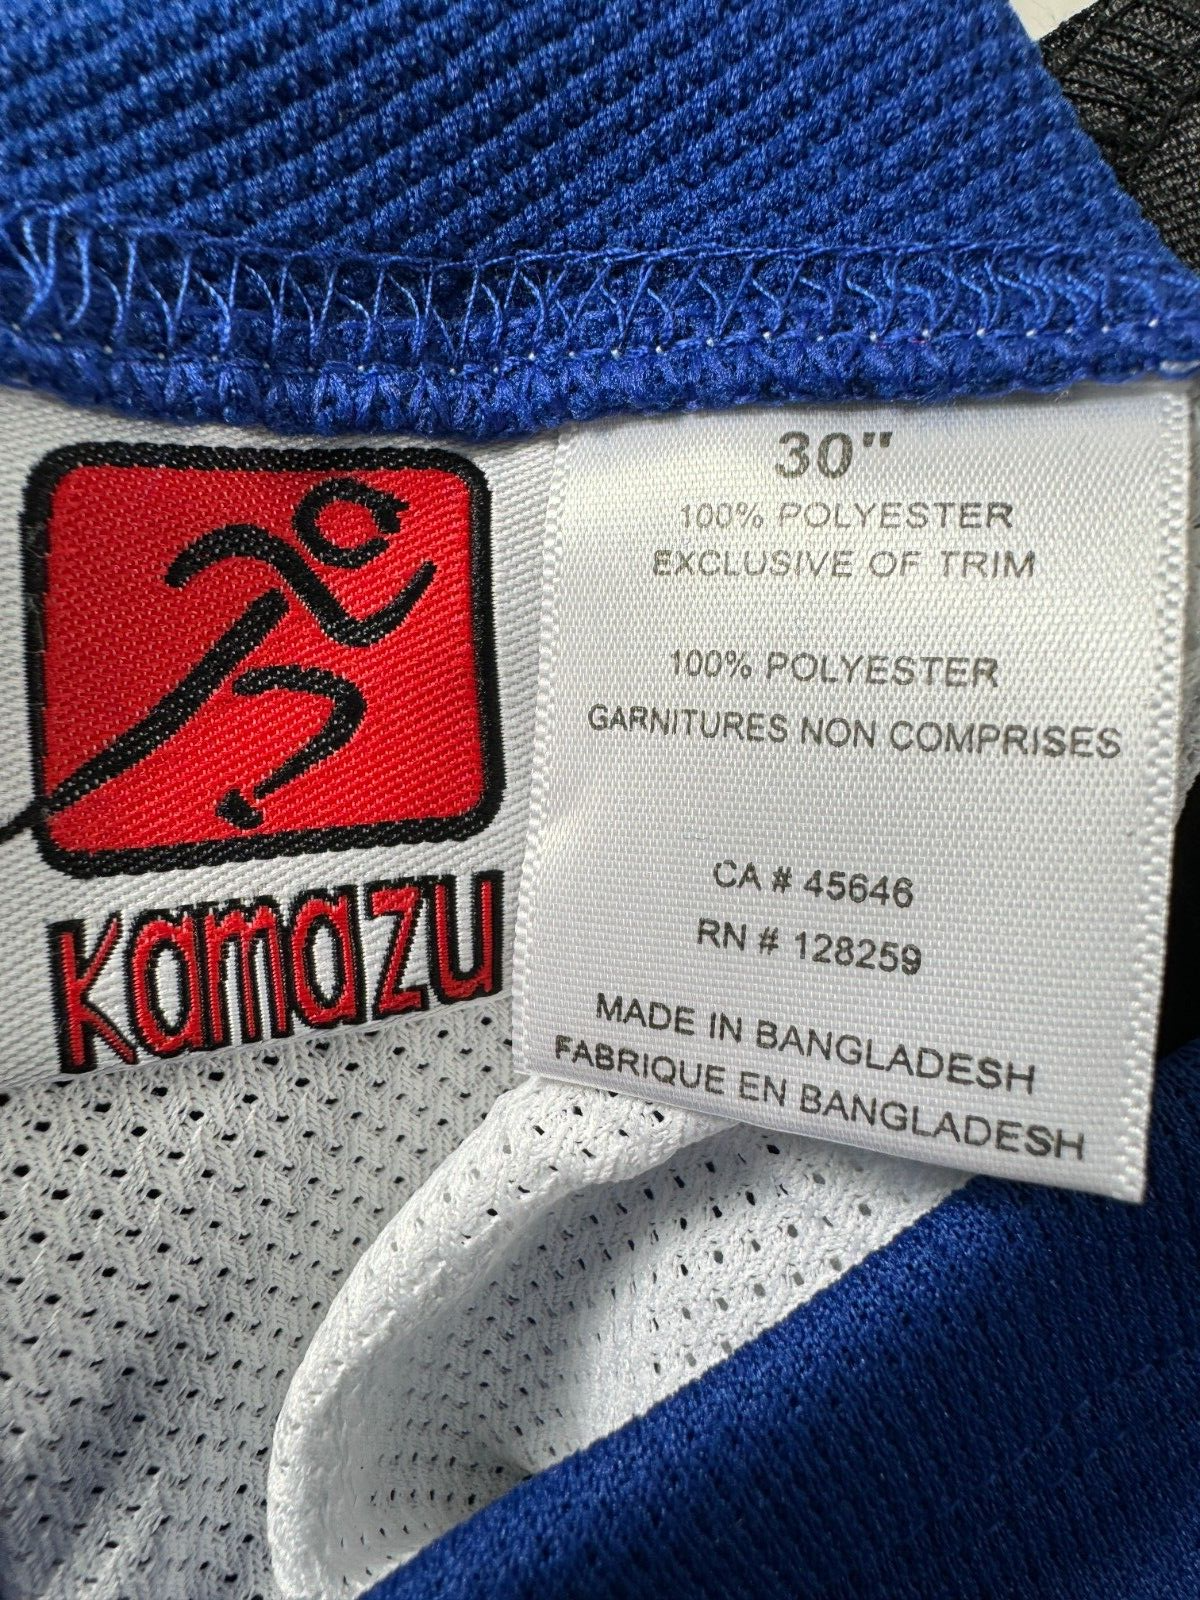 kamazu
30"
100% POLYESTER
EXCLUSIVE OF TRIM
100% POLYESTER
GARNITURES NON COMPRISES
CA # 45646
RN # 128259
MADE IN BANGLADESH
FABRIQUE EN BANGLADESH